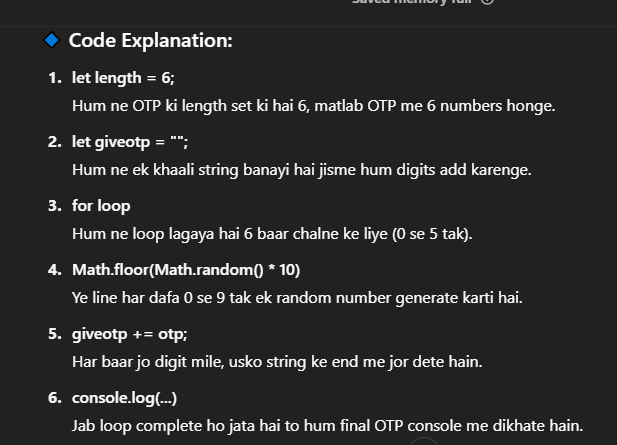 Saved memory full
Code Explanation:
1. let length = 6;
Hum ne OTP ki length set ki hai 6, matlab OTP me 6 numbers honge.
2. let giveotp = "";
Hum ne ek khaali string banayi hai jisme hum digits add karenge.
3. for loop
Hum ne loop lagaya hai 6 baar chalne ke liye (0 se 5 tak).
4. Math.floor(Math.random() * 10)
Ye line har dafa 0 se 9 tak ek random number generate karti hai.
5. giveotp += otp;
Har baar jo digit mile, usko string ke end me jor dete hain.
6. console.log(...)
Jab loop complete ho jata hai to hum final OTP console me dikhate hain.